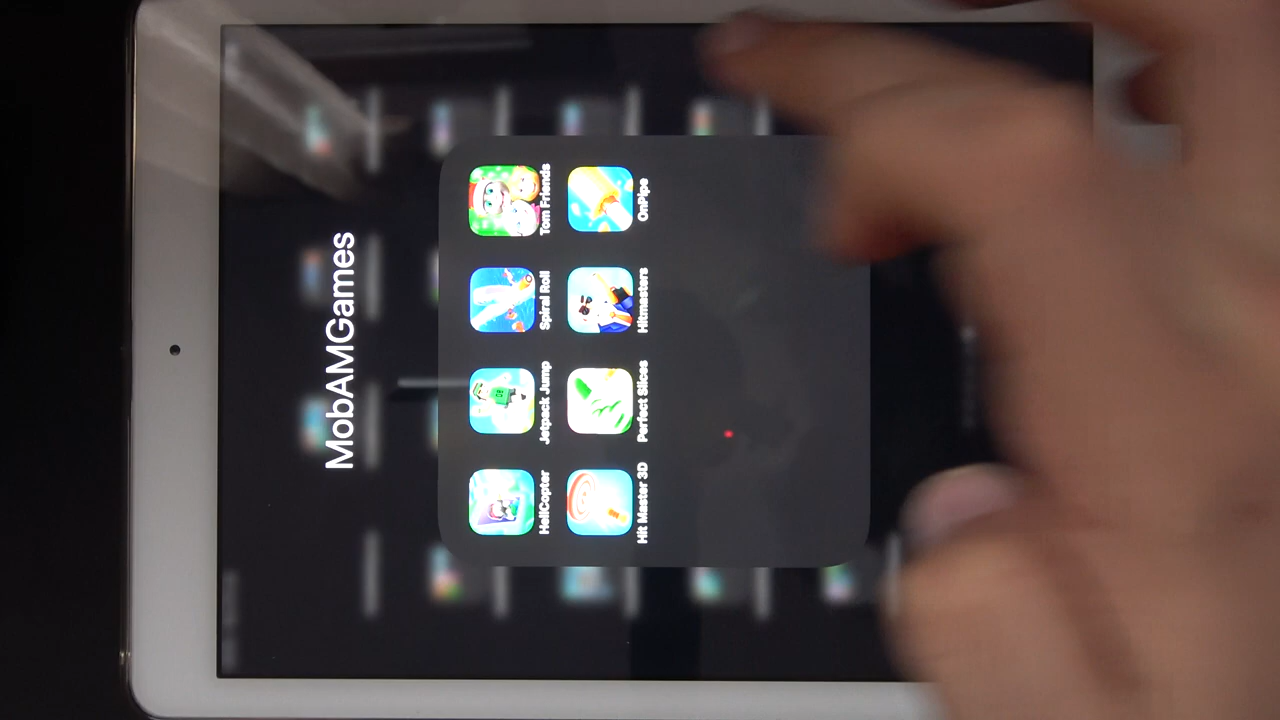 MobAMGames
HeliCopter
Jetpack Jump
Spiral Roll
Tom Friends
Hit Master 3D
Perfect Slices
Hitmasters
OnPipe